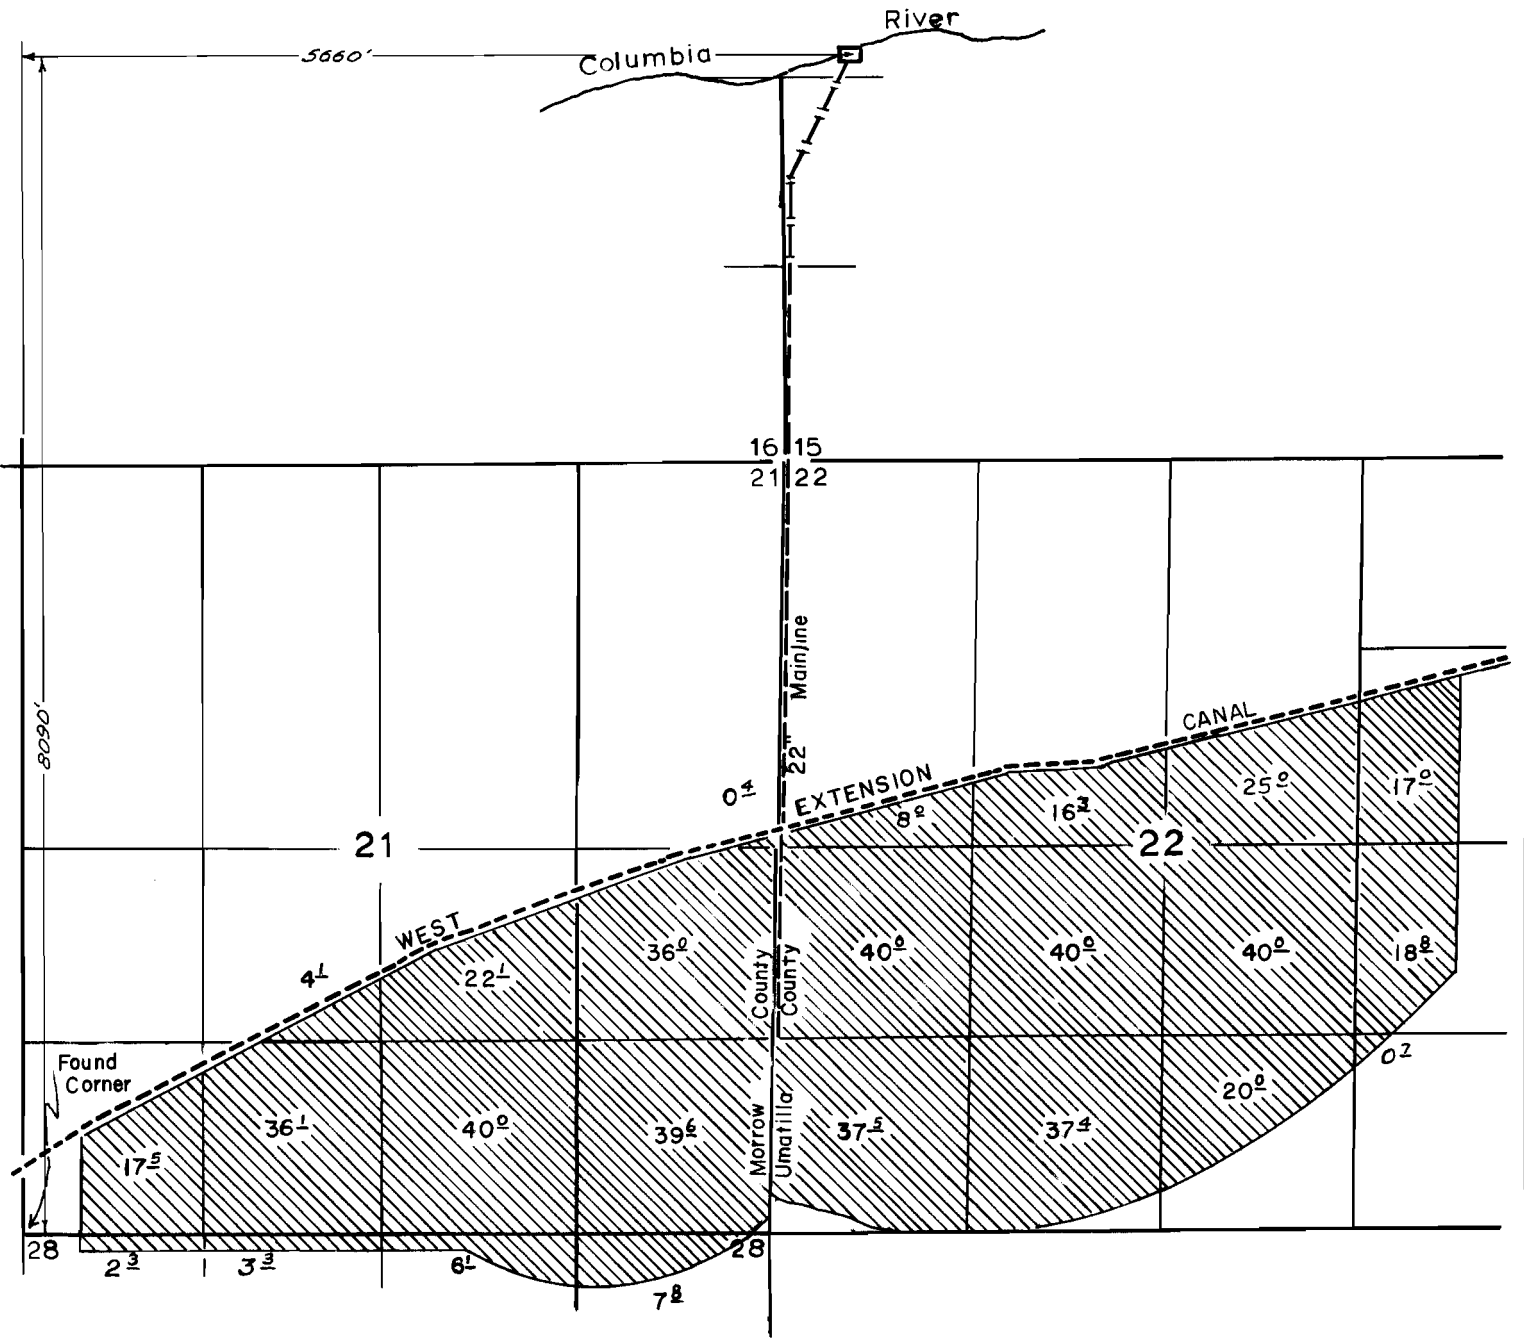 River
5660'
Columbia
16 15
21 22
8090'
22" Mainline
CANAL
EXTENSION
WEST
0 4
8 0
16 3
25 0
17 0
21
22
4 1
22 1
36 0
40 0
40 0
40 0
18 8
County
County
Found
Corner
0 7
17 5
36 1
40 0
39 6
Morrow
Umatilla
37 5
37 4
20 0
28
28
2 3
3 3
6 1
7 8